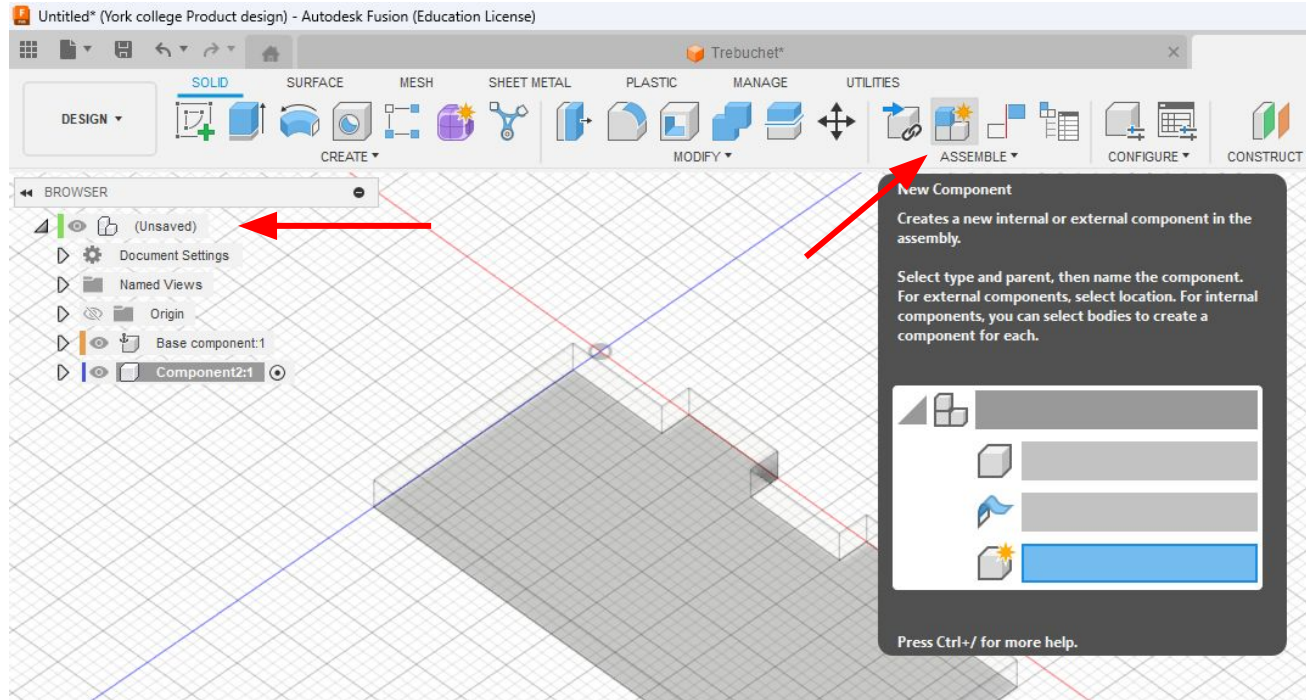 Untitled* (York college Product design) - Autodesk Fusion (Education License)
Trebuchet*
SOLID SURFACE MESH SHEET METAL PLASTIC MANAGE UTILITIES
DESIGN
CREATE MODIFY ASSEMBLE CONFIGURE CONSTRUCT
BROWSER
(Unsaved)
Document Settings
Named Views
Origin
Base component:1
Component2:1
New Component
Creates a new internal or external component in the
assembly.
Select type and parent, then name the component.
For external components, select location. For internal
components, you can select bodies to create a
component for each.
Press Ctrl+/ for more help.